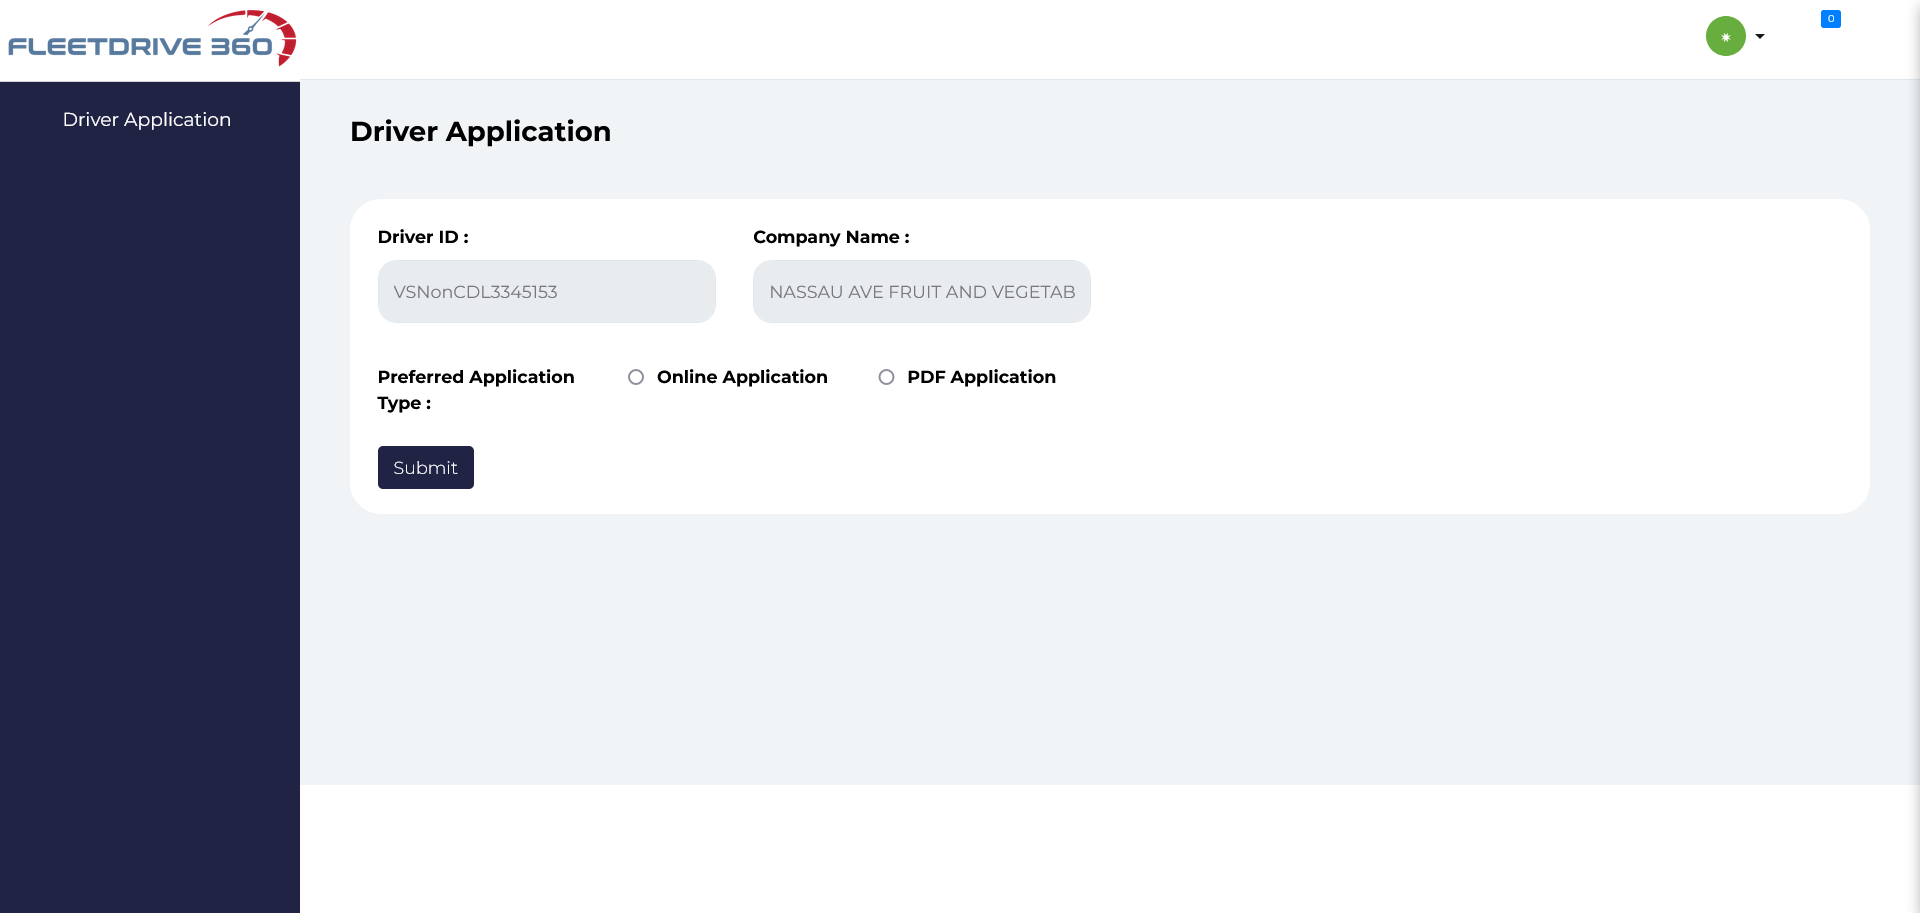 FLEETDRIVE 360
0
Driver Application
Driver Application
Driver ID :
Company Name :
VSNonCDL3345153
NASSAU AVE FRUIT AND VEGETAB
Preferred Application Type :
Online Application
PDF Application
Submit